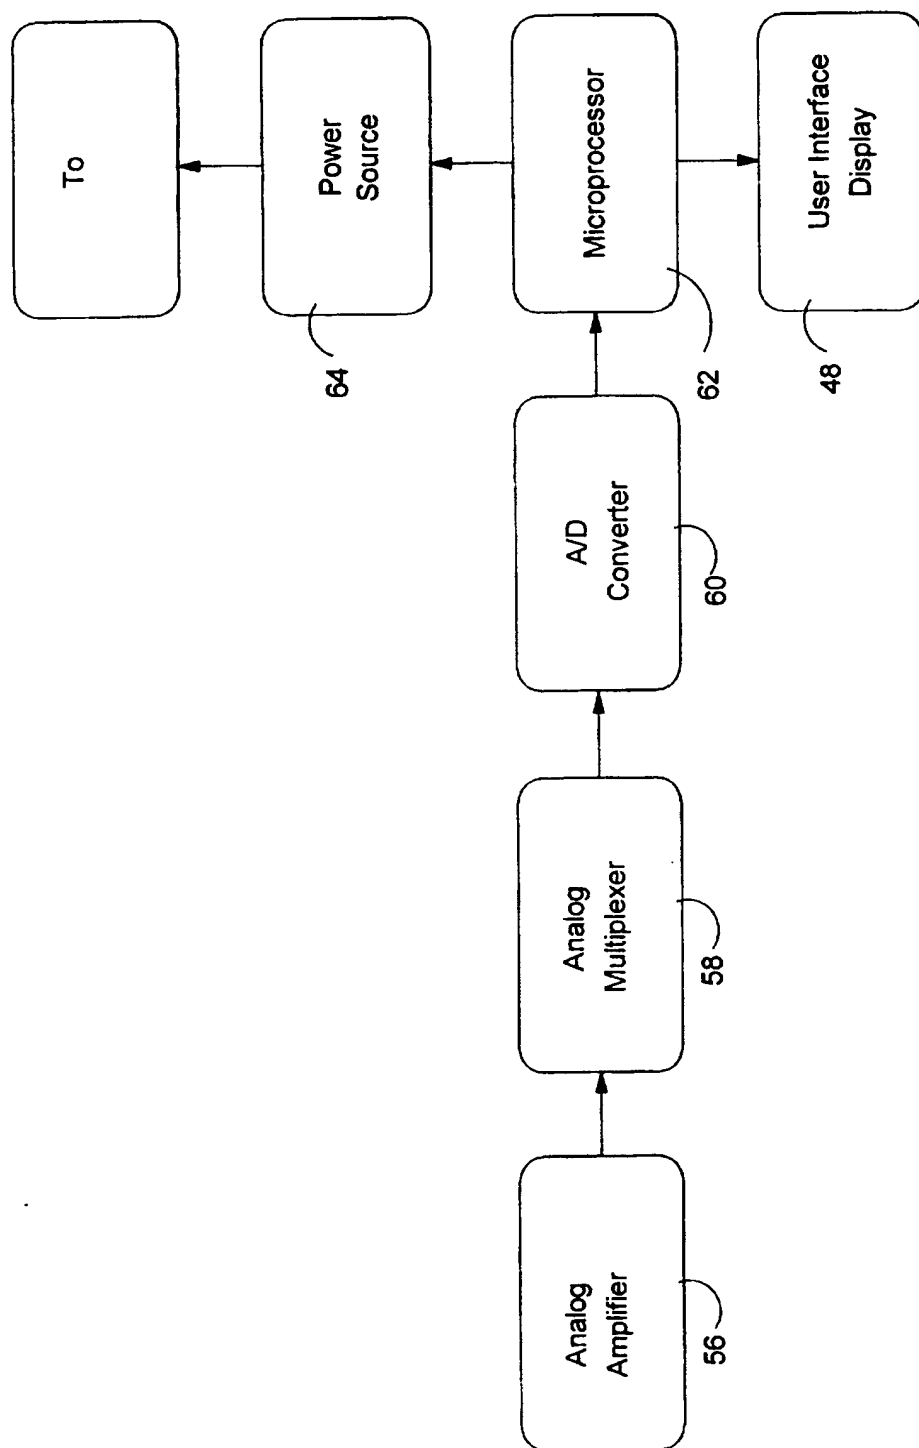 To
Power
Source
64
Microprocessor
62
User Interface
Display
48
A/D
Converter
60
Analog
Multiplexer
58
Analog
Amplifier
56